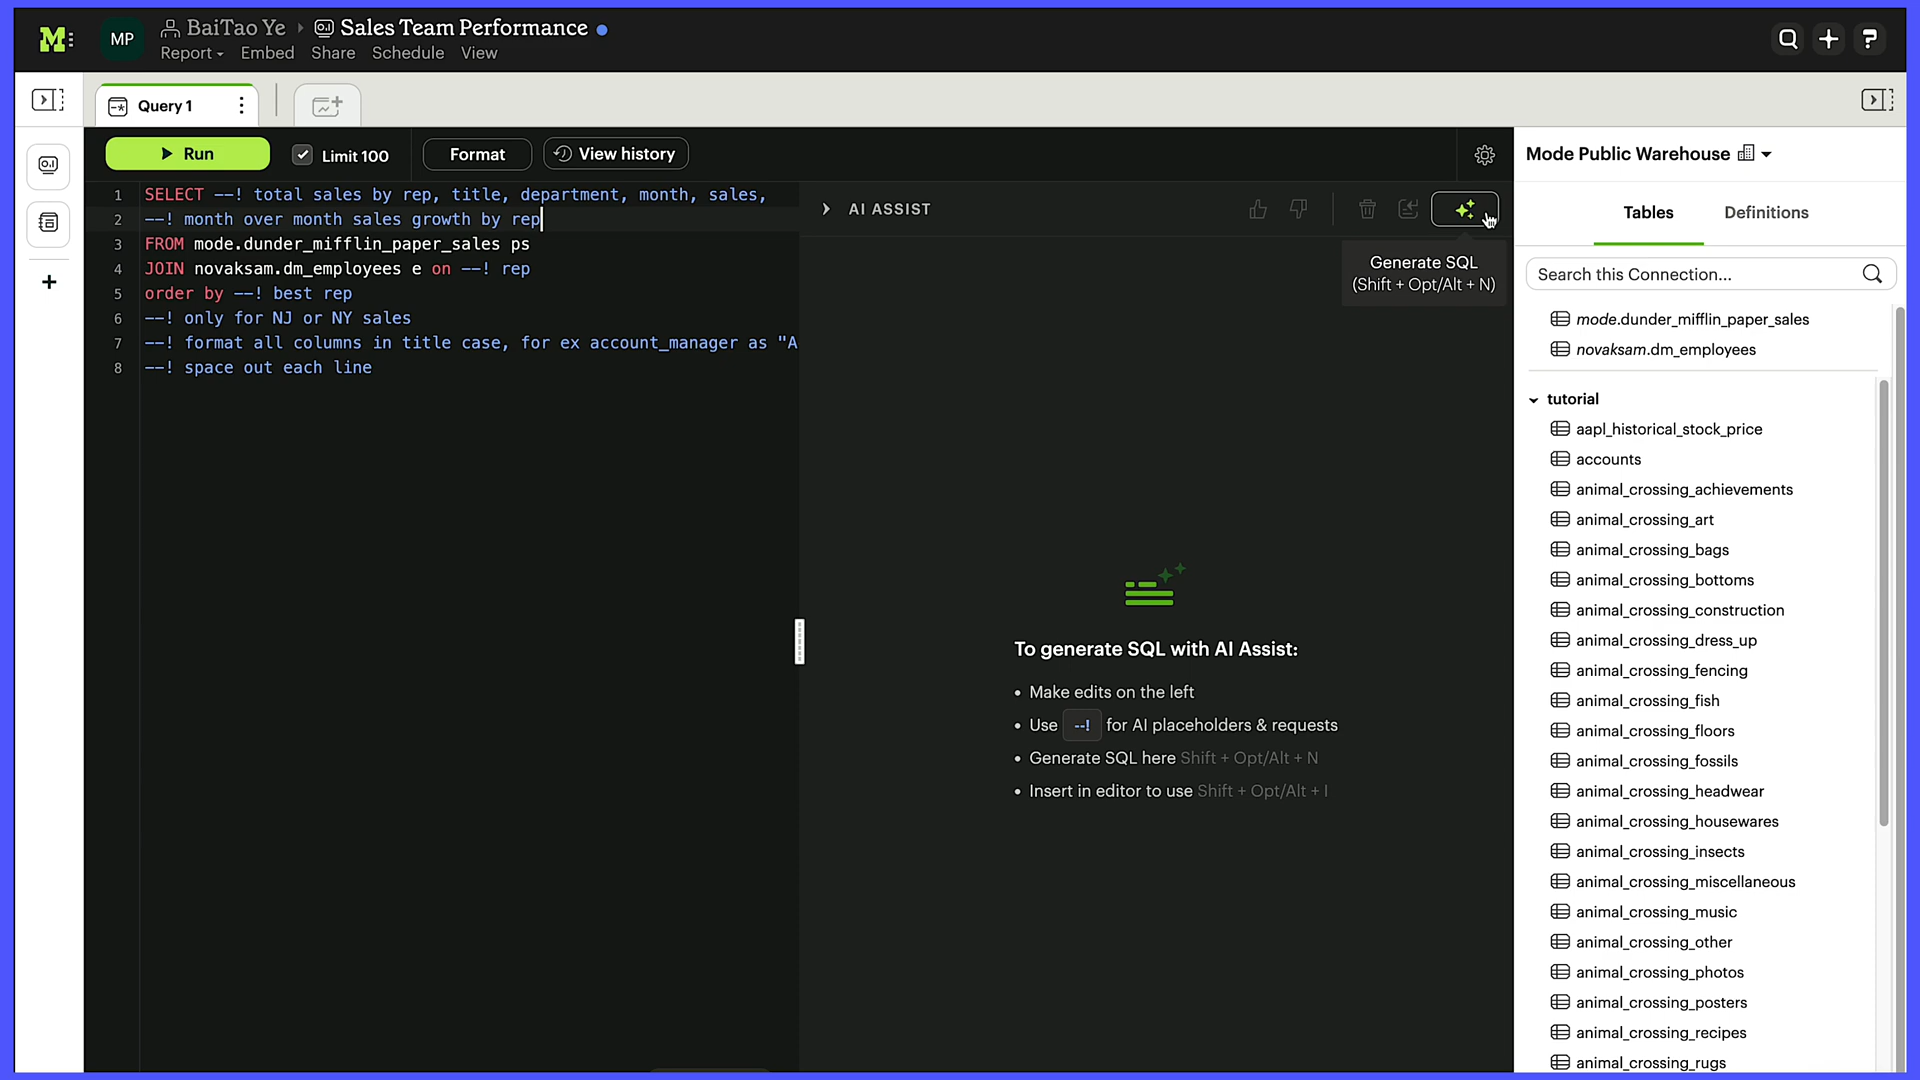 M
MP
BaiTao Ye › Sales Team Performance
Report Embed Share Schedule View
Query 1
Run
Limit 100
Format
View history
Mode Public Warehouse
1 SELECT --! total sales by rep, title, department, month, sales,
2 --! month over month sales growth by rep
3 FROM mode.dunder_mifflin_paper_sales ps
4 JOIN novaksam.dm_employees e on --! rep
5 order by --! best rep
6 --! only for NJ or NY sales
7 --! format all columns in title case, for ex account_manager as "A
8 --! space out each line
AI ASSIST
Generate SQL
(Shift + Opt/Alt + N)
To generate SQL with AI Assist:
• Make edits on the left
• Use --! for AI placeholders & requests
• Generate SQL here Shift + Opt/Alt + N
• Insert in editor to use Shift + Opt/Alt + I
Tables Definitions
Search this Connection...
mode.dunder_mifflin_paper_sales
novaksam.dm_employees
tutorial
aapl_historical_stock_price
accounts
animal_crossing_achievements
animal_crossing_art
animal_crossing_bags
animal_crossing_bottoms
animal_crossing_construction
animal_crossing_dress_up
animal_crossing_fencing
animal_crossing_fish
animal_crossing_floors
animal_crossing_fossils
animal_crossing_headwear
animal_crossing_housewares
animal_crossing_insects
animal_crossing_miscellaneous
animal_crossing_music
animal_crossing_other
animal_crossing_photos
animal_crossing_posters
animal_crossing_recipes
animal_crossing_rugs